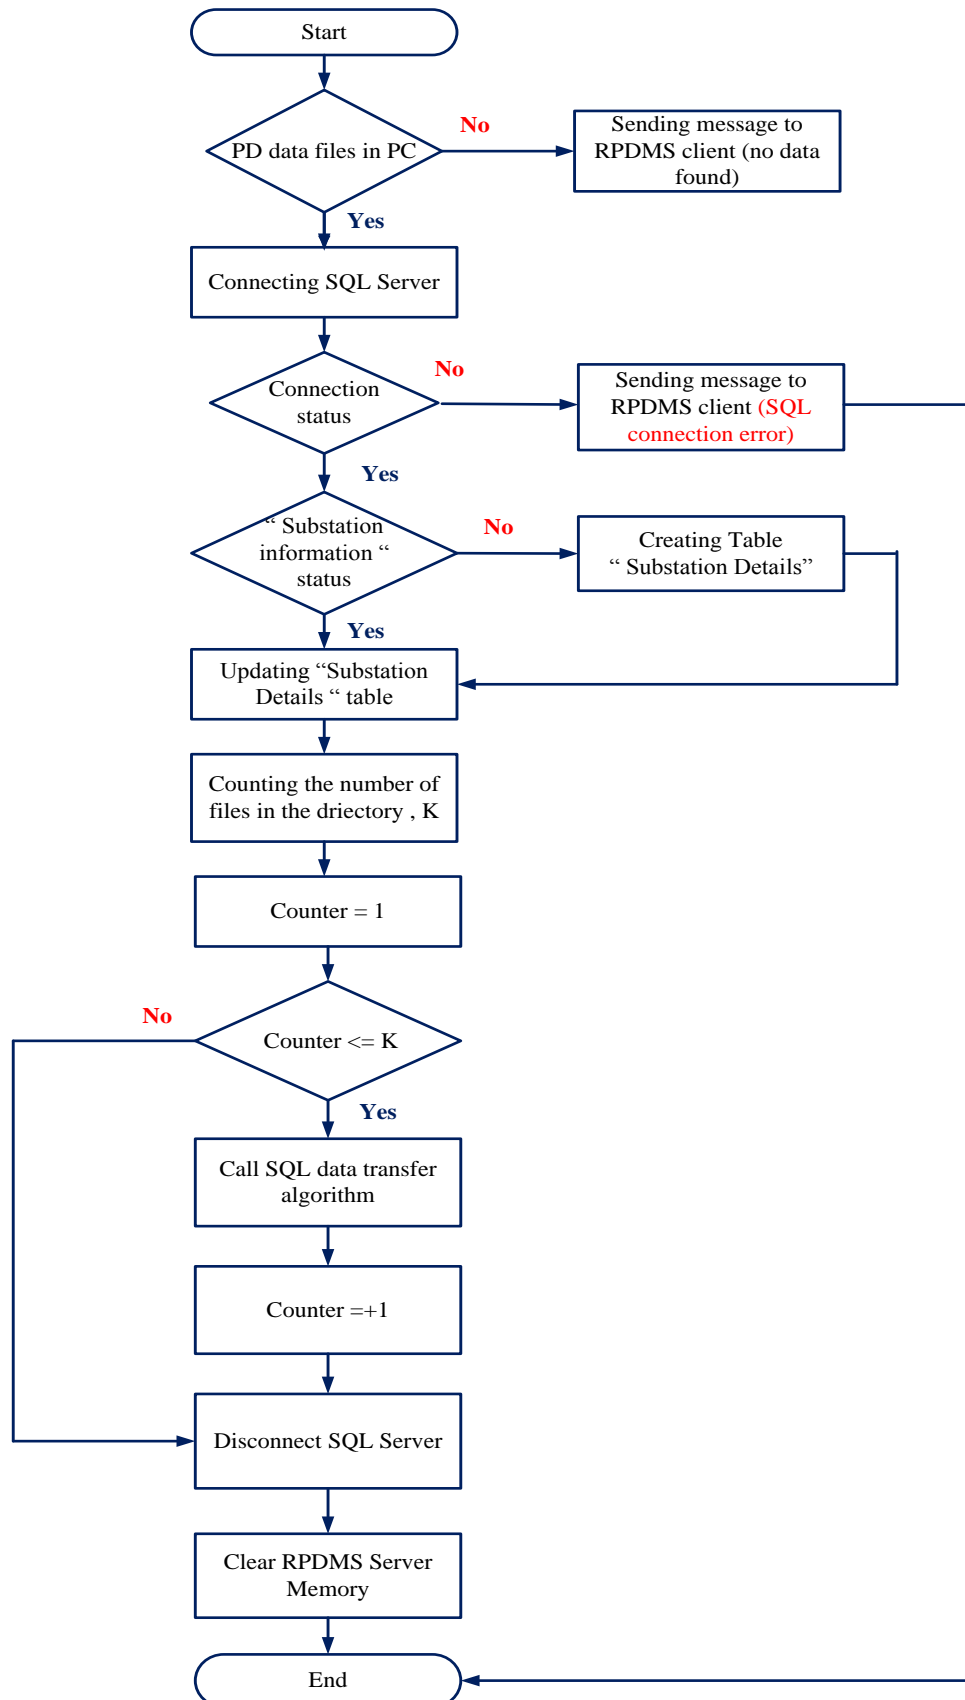 Start
PD data files in PC
No
Sending message to
RPDMS client (no data
found)
Yes
Connecting SQL Server
Connection
status
No
Sending message to
RPDMS client (SQL
connection error)
Yes
“ Substation
information “
status
No
Creating Table
“ Substation Details”
Yes
Updating “Substation
Details “ table
Counting the number of
files in the driectory , K
Counter = 1
No
Counter <= K
Yes
Call SQL data transfer
algorithm
Counter =+1
Disconnect SQL Server
Clear RPDMS Server
Memory
End